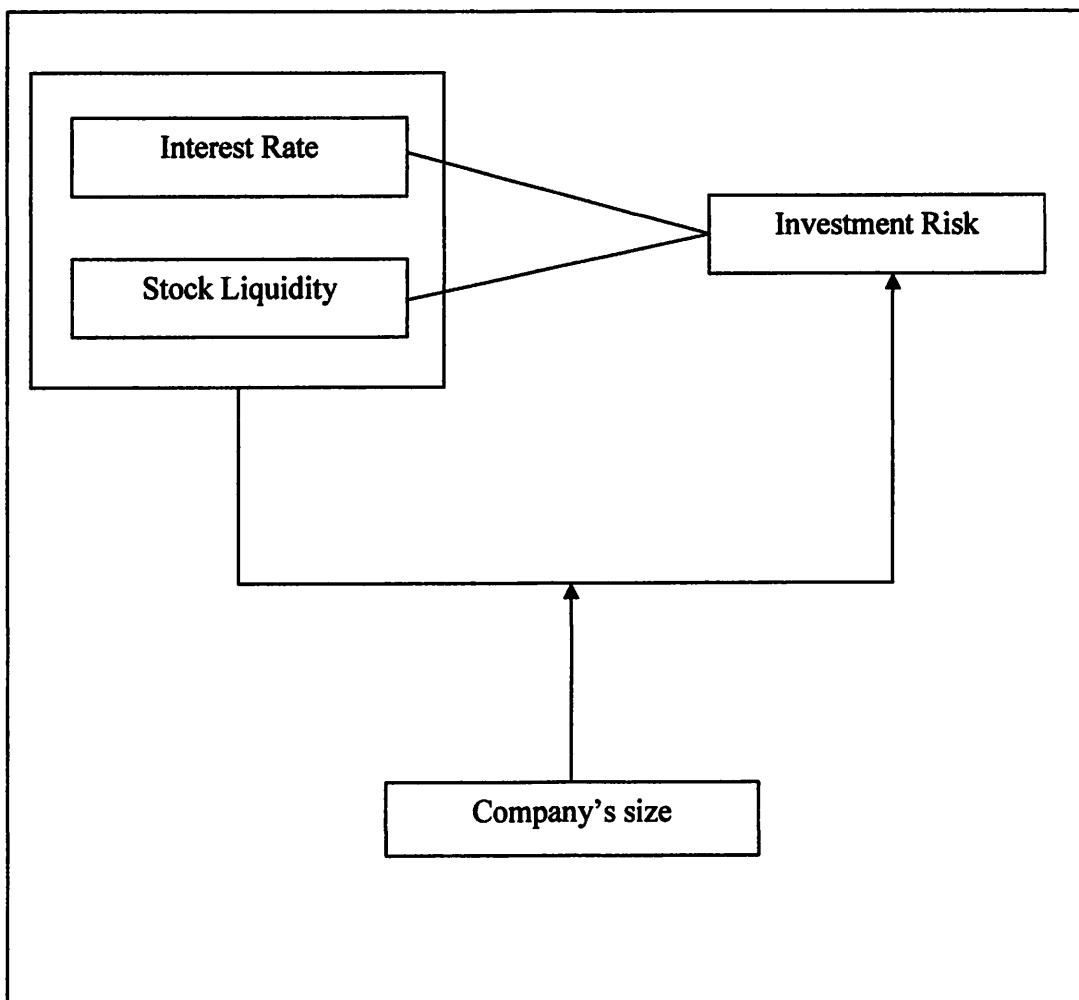 Interest Rate
Investment Risk
Stock Liquidity
Company’s size